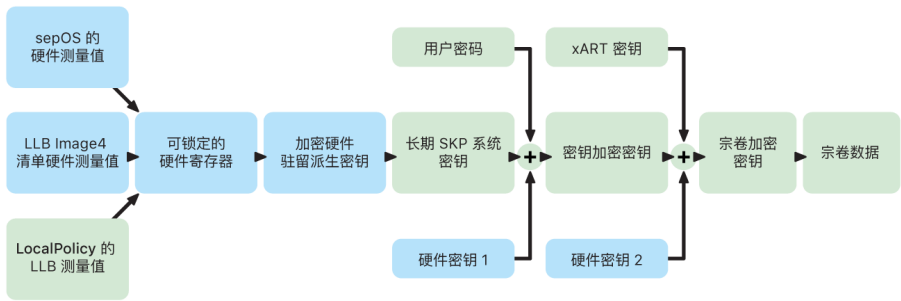 sepOS 的
硬件测量值
用户密码
xART 密钥
LLB Image4
清单硬件测量值
可锁定的
硬件寄存器
加密硬件
驻留派生密钥
长期 SKP 系统
密钥
+
密钥加密密钥
+
宗卷加密
密钥
宗卷数据
LocalPolicy 的
LLB 测量值
硬件密钥 1
硬件密钥 2